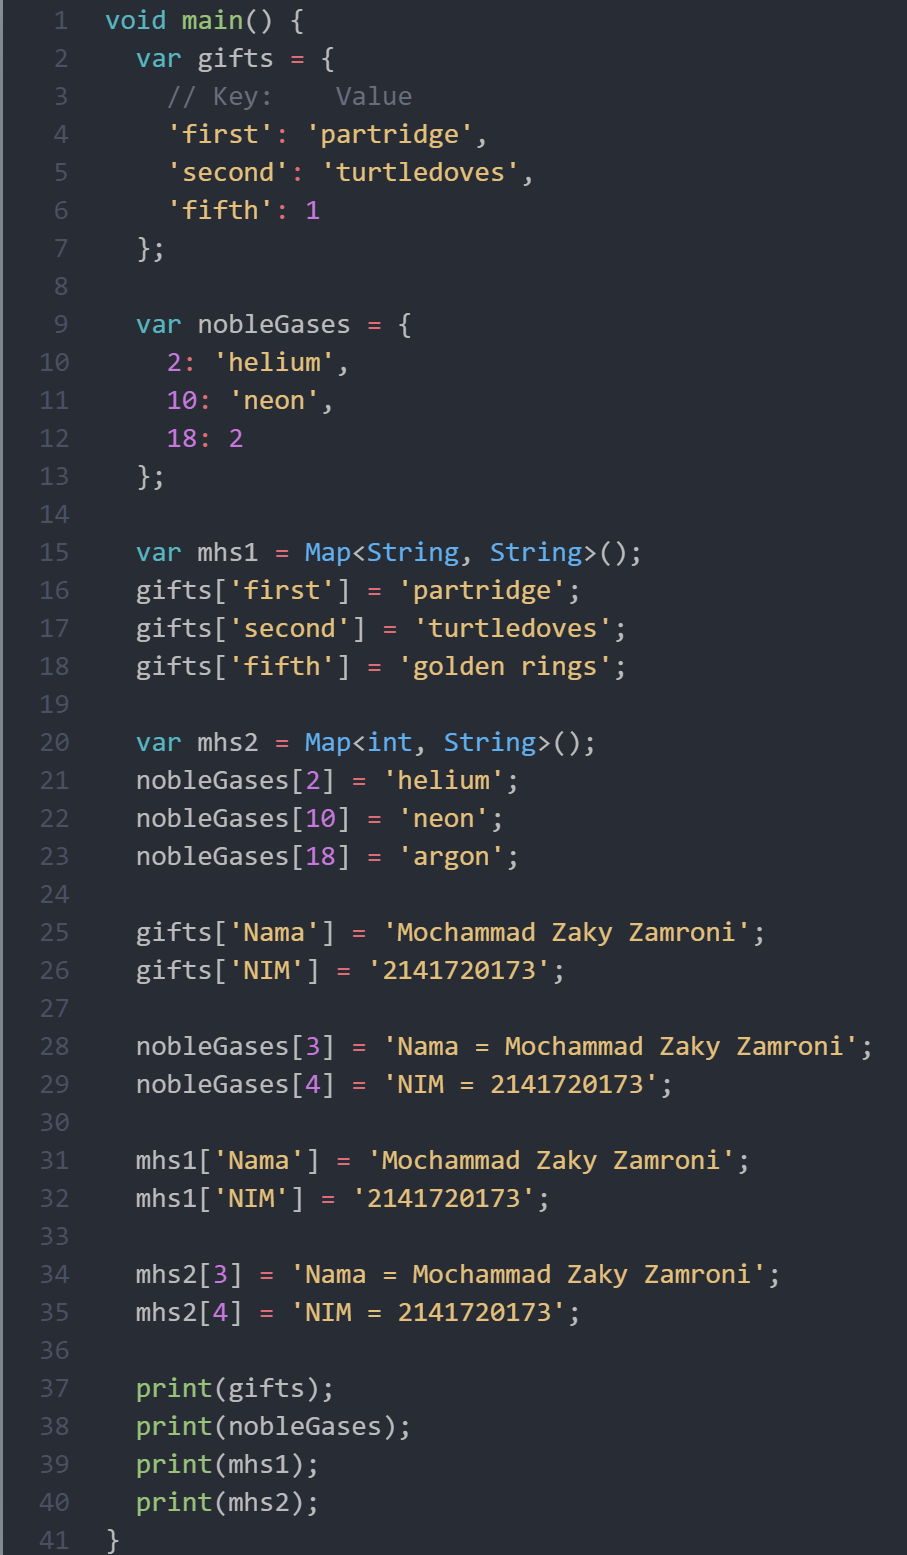 1 void main() {
2 var gifts = {
3 // Key: Value
4 'first': 'partridge',
5 'second': 'turtledoves',
6 'fifth': 1
7 };
8
9 var nobleGases = {
10 2: 'helium',
11 10: 'neon',
12 18: 2
13 };
14
15 var mhs1 = Map<String, String>();
16 gifts['first'] = 'partridge';
17 gifts['second'] = 'turtledoves';
18 gifts['fifth'] = 'golden rings';
19
20 var mhs2 = Map<int, String>();
21 nobleGases[2] = 'helium';
22 nobleGases[10] = 'neon';
23 nobleGases[18] = 'argon';
24
25 gifts['Nama'] = 'Mochammad Zaky Zamroni';
26 gifts['NIM'] = '2141720173';
27
28 nobleGases[3] = 'Nama = Mochammad Zaky Zamroni';
29 nobleGases[4] = 'NIM = 2141720173';
30
31 mhs1['Nama'] = 'Mochammad Zaky Zamroni';
32 mhs1['NIM'] = '2141720173';
33
34 mhs2[3] = 'Nama = Mochammad Zaky Zamroni';
35 mhs2[4] = 'NIM = 2141720173';
36
37 print(gifts);
38 print(nobleGases);
39 print(mhs1);
40 print(mhs2);
41 }